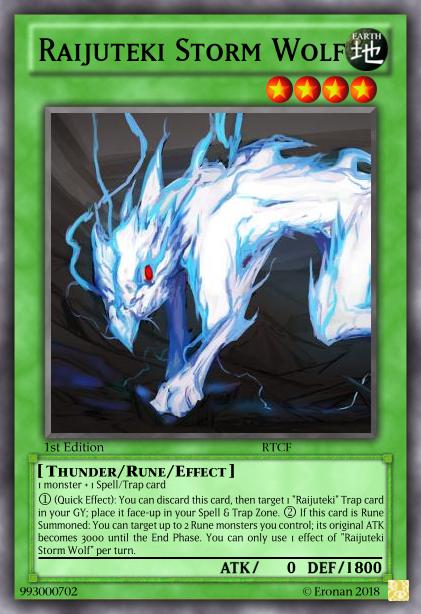 Raijuteki Storm Wolf
EARTH
地
1st Edition RTCF
[ Thunder/Rune/Effect ]
1 monster + 1 Spell/Trap card
① (Quick Effect): You can discard this card, then target 1 "Raijuteki" Trap card
in your GY; place it face-up in your Spell & Trap Zone. ② If this card is Rune
Summoned: You can target up to 2 Rune monsters you control; its original ATK
becomes 3000 until the End Phase. You can only use 1 effect of "Raijuteki
Storm Wolf" per turn.
ATK/ 0 DEF/1800
993000702 © Eronan 2018